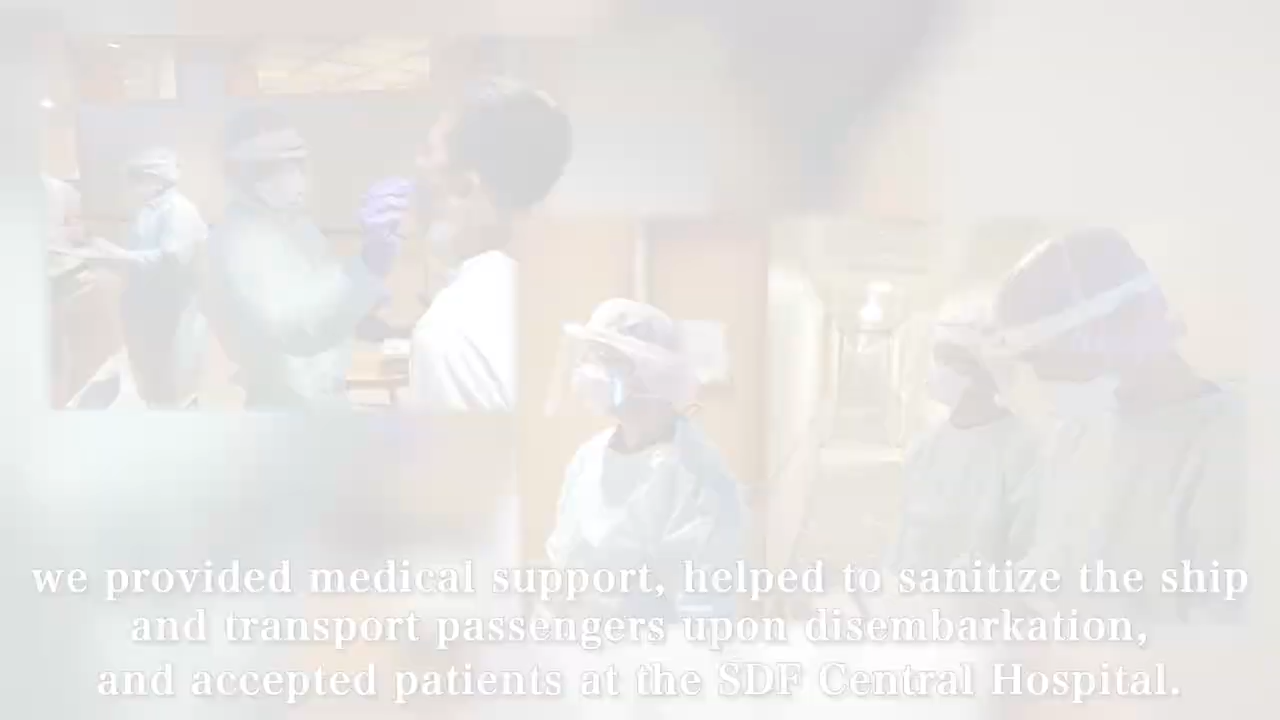 we provided medical support, helped to sanitize the ship
and transport passengers upon disembarkation,
and accepted patients at the SDF Central Hospital.